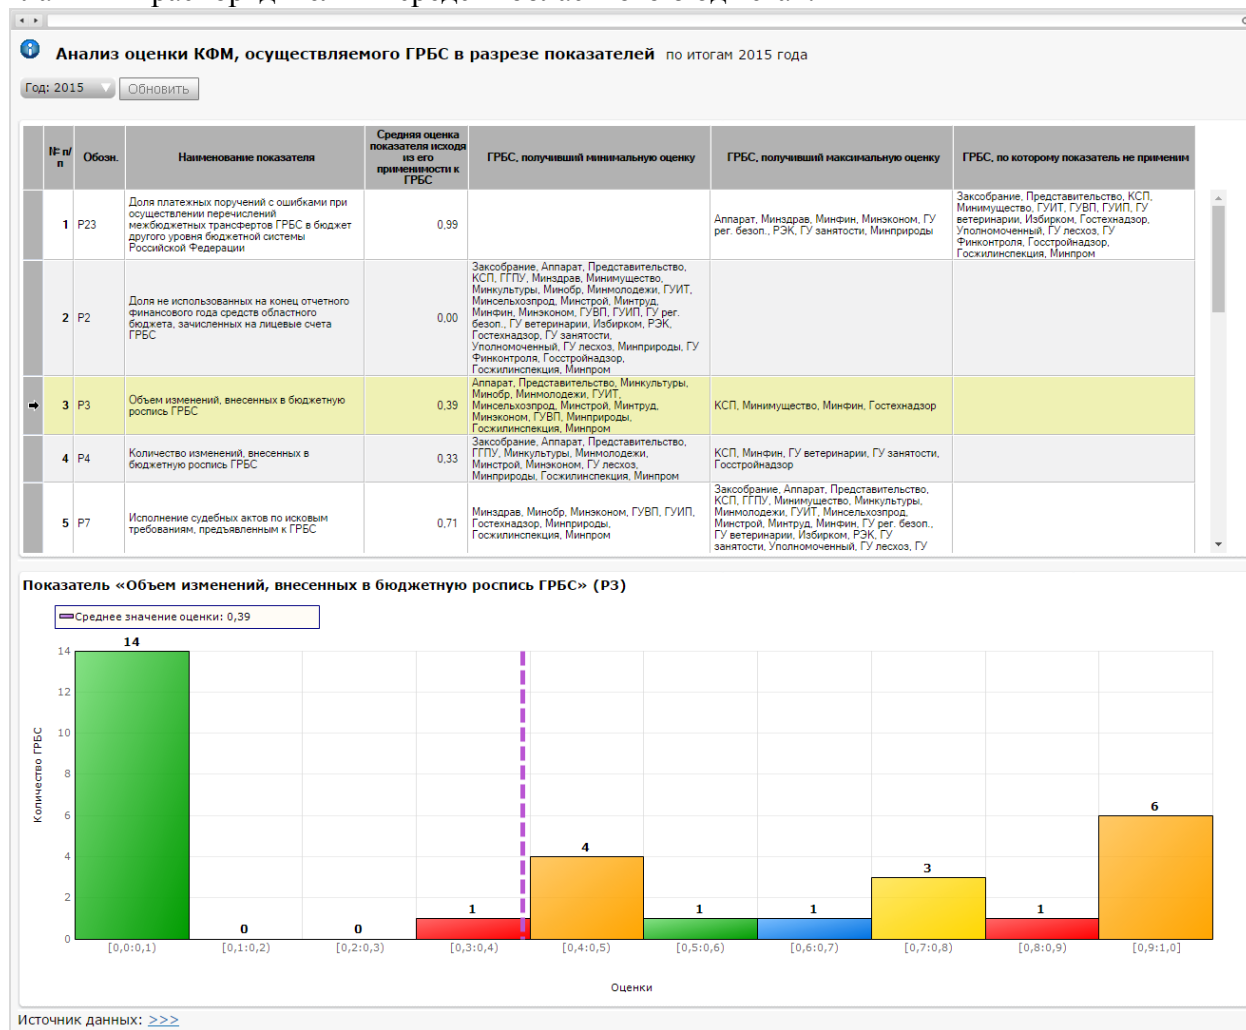 Анализ оценки КФМ, осуществляемого ГРБС в разрезе показателей по итогам 2015 года
Год: 2015
Обновить
№ п/п
Обозн.
Наименование показателя
Средняя оценка
показателя исходя
из его
применимости к
ГРБС
ГРБС, получивший минимальную оценку
ГРБС, получивший максимальную оценку
ГРБС, по которому показатель не применим
1 P23
Доля платежных поручений с ошибками при
осуществлении перечислений
межбюджетных трансфертов ГРБС в бюджет
другого уровня бюджетной системы
Российской Федерации
0,99
Аппарат, Минздрав, Минфин, Минэконом, ГУ
рег. безоп., РЭК, ГУ занятости, Минприроды
Заксобрание, Представительство, КСП,
Минимущество, ГУИТ, ГУВП, ГУИП, ГУ
ветеринарии, Избирком, Гостехнадзор,
Уполномоченный, ГУ лесхоз, ГУ
Финконтроля, Госстройнадзор,
Госжилинспекция, Минпром
2 P2
Доля не использованных на конец отчетного
финансового года средств областного
бюджета, зачисленных на лицевые счета
ГРБС
0,00
Заксобрание, Аппарат, Представительство,
КСП, ГГПУ, Минздрав, Минимущество,
Минкультуры, Минобр, Минмолодежи, ГУИТ,
Минсельхозпрод, Минстрой, Минтруд,
Минфин, Минэконом, ГУВП, ГУИП, ГУ рег.
безоп., ГУ ветеринарии, Избирком, РЭК,
Гостехнадзор, ГУ занятости,
Уполномоченный, ГУ лесхоз, Минприроды, ГУ
Финконтроля, Госстройнадзор,
Госжилинспекция, Минпром
3 P3
Объем изменений, внесенных в бюджетную
роспись ГРБС
0,39
Аппарат, Представительство, Минкультуры,
Минобр, Минмолодежи, ГУИТ,
Минсельхозпрод, Минстрой, Минтруд,
Минэконом, ГУВП, Минприроды,
Госжилинспекция, Минпром
КСП, Минимущество, Минфин, Гостехнадзор
4 P4
Количество изменений, внесенных в
бюджетную роспись ГРБС
0,33
Заксобрание, Аппарат, Представительство,
ГГПУ, Минкультуры, Минмолодежи,
Минстрой, Минэконом, ГУ лесхоз,
Минприроды, Госжилинспекция, Минпром
КСП, Минфин, ГУ ветеринарии, ГУ занятости,
Госстройнадзор
5 P7
Исполнение судебных актов по исковым
требованиям, предъявленным к ГРБС
0,71
Минздрав, Минобр, Минэконом, ГУВП, ГУИП,
Гостехнадзор, Минприроды,
Госжилинспекция, Минпром
Заксобрание, Аппарат, Представительство,
КСП, ГГПУ, Минимущество, Минкультуры,
Минмолодежи, ГУИТ, Минсельхозпрод,
Минстрой, Минтруд, Минфин, ГУ рег. безоп.,
ГУ ветеринарии, Избирком, РЭК, ГУ
занятости, Уполномоченный, ГУ лесхоз, ГУ
Показатель «Объем изменений, внесенных в бюджетную роспись ГРБС» (P3)
Среднее значение оценки: 0,39
Количество ГРБС
14
12
10
8
6
4
2
0
14
0
0
1
4
1
1
3
1
6
[0,0:0,1)
[0,1:0,2)
[0,2:0,3)
[0,3:0,4)
[0,4:0,5)
[0,5:0,6)
[0,6:0,7)
[0,7:0,8)
[0,8:0,9)
[0,9:1,0]
Оценки
Источник данных: >>>